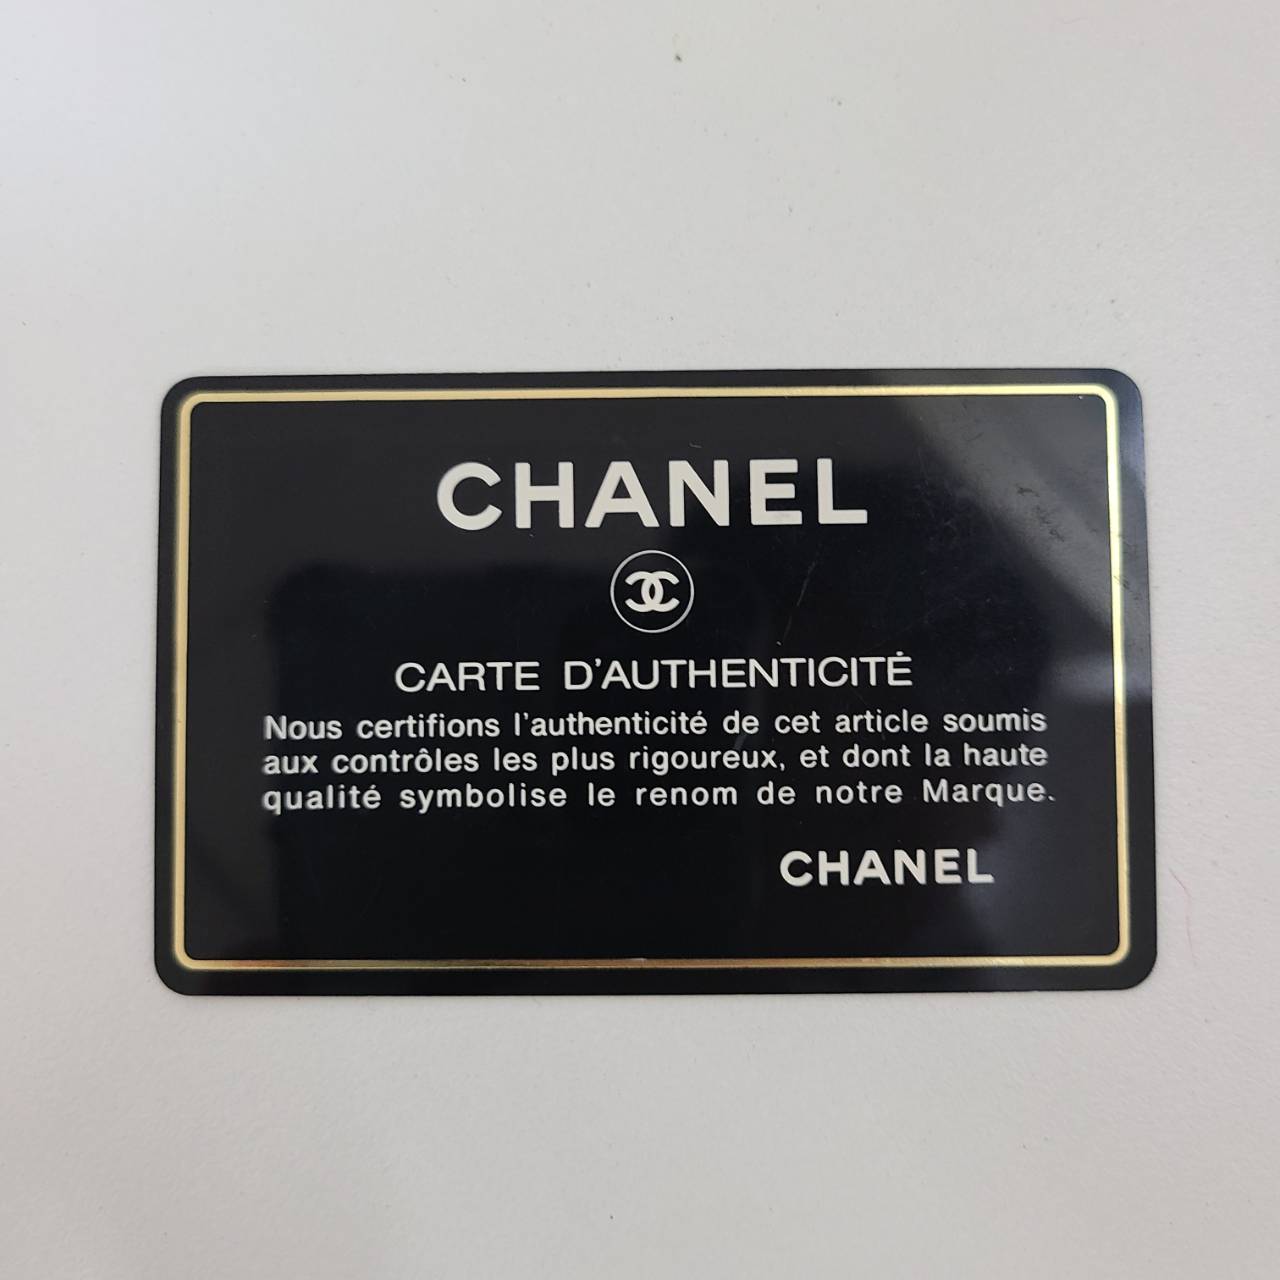 CHANEL
CARTE D'AUTHENTICITÉ
Nous certifions l'authenticité de cet article soumis
aux contrôles les plus rigoureux, et dont la haute
qualité symbolise le renom de notre Marque.
CHANEL